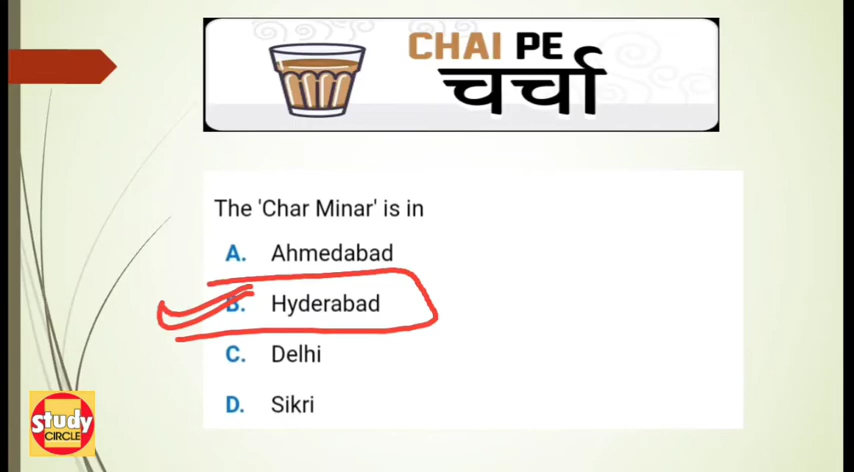 CHAI PE
चर्चा
The 'Char Minar' is in
A. Ahmedabad
B. Hyderabad
C. Delhi
D. Sikri
Study
CIRCLE